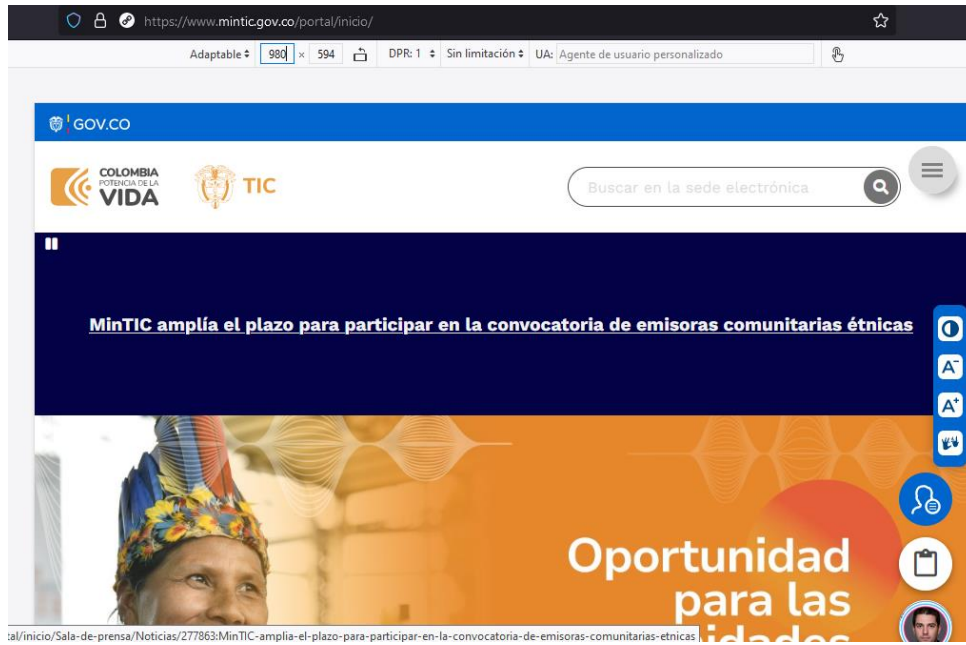 https://www.mintic.gov.co/portal/inicio/
Adaptable 980 × 594 DPR: 1 Sin limitación UA: Agente de usuario personalizado
GOV.CO
COLOMBIA
POTENCIA DE LA
VIDA
TIC
Buscar en la sede electrónica
MinTIC amplía el plazo para participar en la convocatoria de emisoras comunitarias étnicas
A-
A+
Oportunidad
para las
al/inicio/Sala-de-prensa/Noticias/277863:MinTIC-amplia-el-plazo-para-participar-en-la-convocatoria-de-emisoras-comunitarias-etnicas